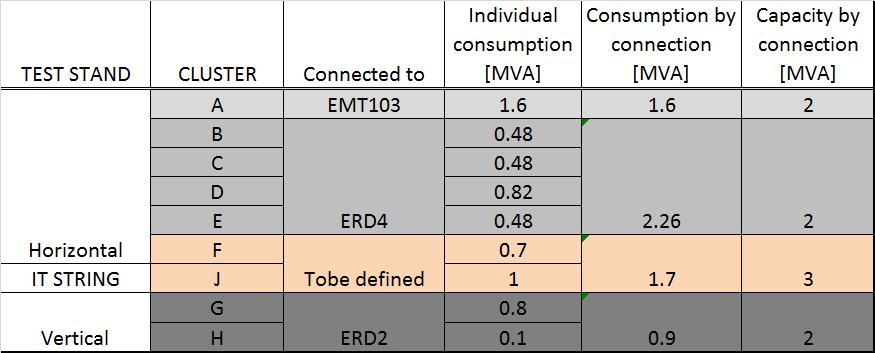 TEST STAND CLUSTER Connected to Individual consumption [MVA] Consumption by connection [MVA] Capacity by connection [MVA]
A EMT103 1.6 1.6 2
B 0.48
C 0.48
D 0.82
E ERD4 0.48 2.26 2
Horizontal F 0.7
IT STRING J Tobe defined 1 1.7 3
G 0.8
Vertical H ERD2 0.1 0.9 2